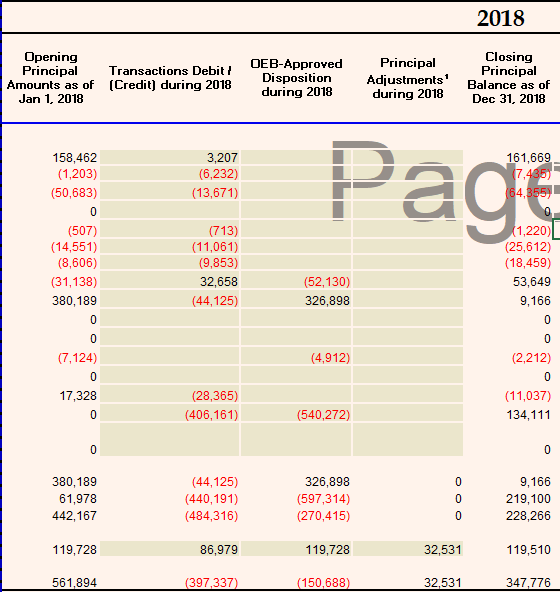 2018
Opening Principal Amounts as of Jan 1, 2018
Transactions Debit / (Credit) during 2018
OEB-Approved Disposition during 2018
Principal Adjustments¹ during 2018
Closing Principal Balance as of Dec 31, 2018
158,462 3,207 161,669
(1,203) (6,232) (7,435)
(50,683) (13,671) (64,355)
0 0
(507) (713) (1,220)
(14,551) (11,061) (25,612)
(8,606) (9,853) (18,459)
(31,138) 32,658 (52,130) 53,649
380,189 (44,125) 326,898 9,166
0 0
0 0
(7,124) (4,912) (2,212)
0 0
17,328 (28,365) (11,037)
0 (406,161) (540,272) 134,111
0 0
380,189 (44,125) 326,898 0 9,166
61,978 (440,191) (597,314) 0 219,100
442,167 (484,316) (270,415) 0 228,266
119,728 86,979 119,728 32,531 119,510
561,894 (397,337) (150,688) 32,531 347,776
Page